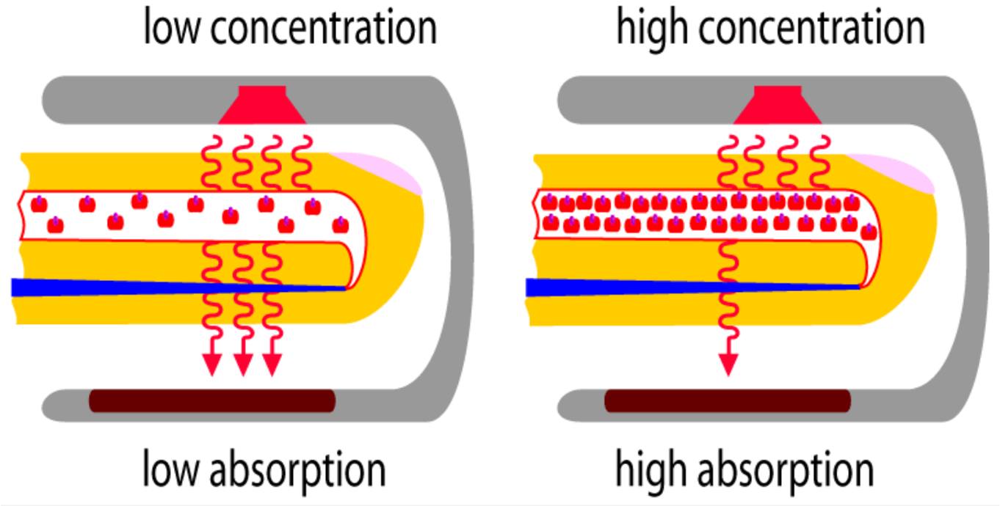 low concentration
high concentration
low absorption
high absorption